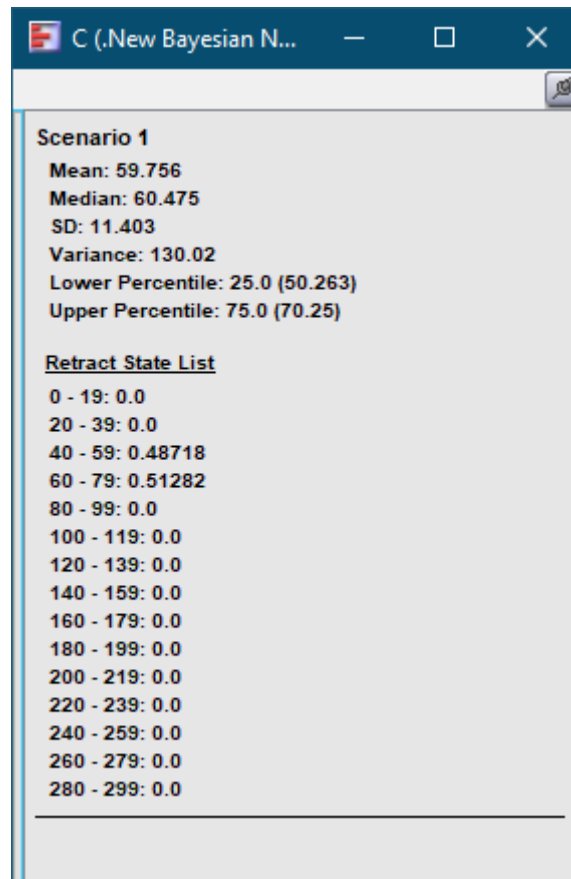 C (.New Bayesian N...
Scenario 1
Mean: 59.756
Median: 60.475
SD: 11.403
Variance: 130.02
Lower Percentile: 25.0 (50.263)
Upper Percentile: 75.0 (70.25)
Retract State List
0 - 19: 0.0
20 - 39: 0.0
40 - 59: 0.48718
60 - 79: 0.51282
80 - 99: 0.0
100 - 119: 0.0
120 - 139: 0.0
140 - 159: 0.0
160 - 179: 0.0
180 - 199: 0.0
200 - 219: 0.0
220 - 239: 0.0
240 - 259: 0.0
260 - 279: 0.0
280 - 299: 0.0